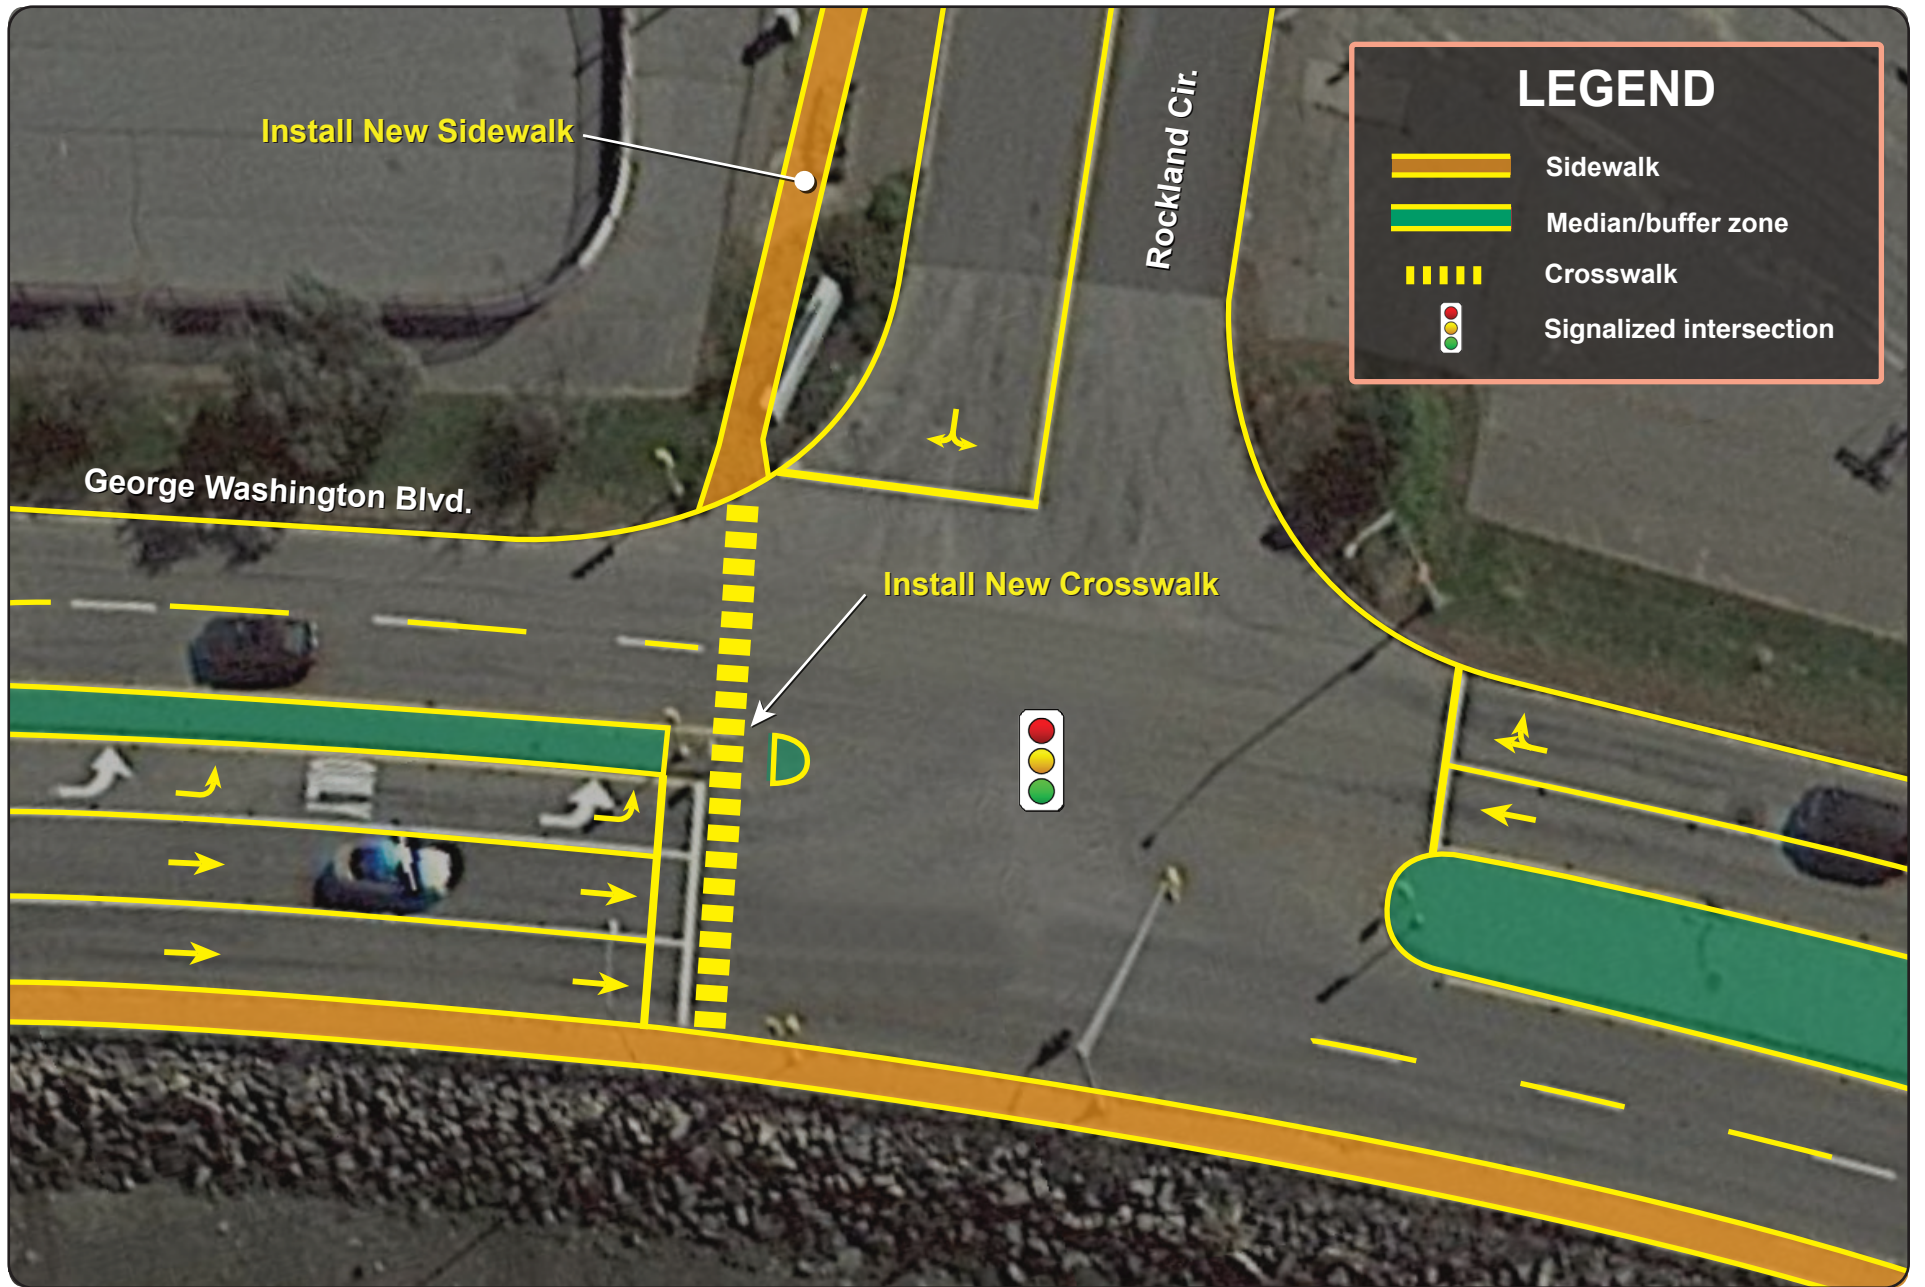 LEGEND
Sidewalk
Median/buffer zone
Crosswalk
Signalized intersection
Install New Sidewalk
Rockland Cir.
George Washington Blvd.
Install New Crosswalk